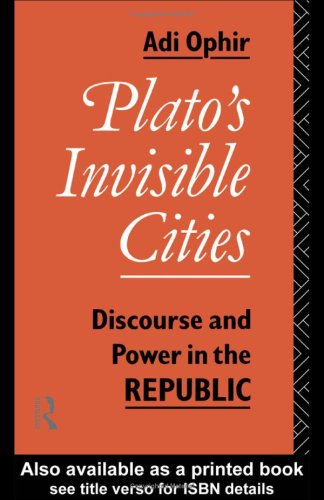 Adi Ophir
Plato's
Invisible
Cities
Discourse and
Power in the
REPUBLIC
ROUTLEDGE
Also available as a printed book
see title verso for ISBN details